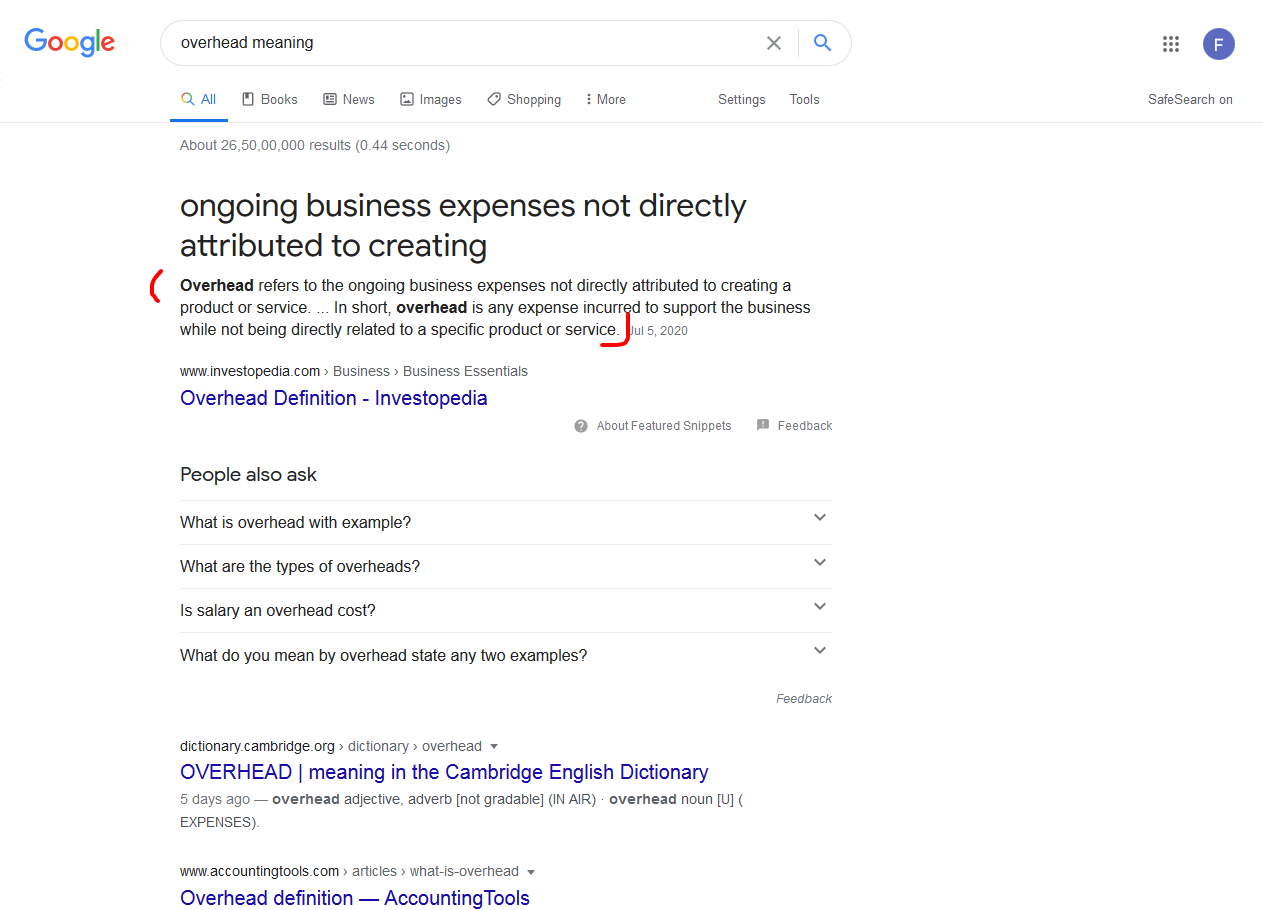 Google
overhead meaning
F
All Books News Images Shopping More Settings Tools SafeSearch on
About 26,50,00,000 results (0.44 seconds)
ongoing business expenses not directly
attributed to creating
Overhead refers to the ongoing business expenses not directly attributed to creating a
product or service. ... In short, overhead is any expense incurred to support the business
while not being directly related to a specific product or service. Jul 5, 2020
www.investopedia.com › Business › Business Essentials
Overhead Definition - Investopedia
About Featured Snippets Feedback
People also ask
What is overhead with example?
What are the types of overheads?
Is salary an overhead cost?
What do you mean by overhead state any two examples?
Feedback
dictionary.cambridge.org › dictionary › overhead
OVERHEAD | meaning in the Cambridge English Dictionary
5 days ago — overhead adjective, adverb [not gradable] (IN AIR) · overhead noun [U] (
EXPENSES).
www.accountingtools.com › articles › what-is-overhead
Overhead definition — AccountingTools